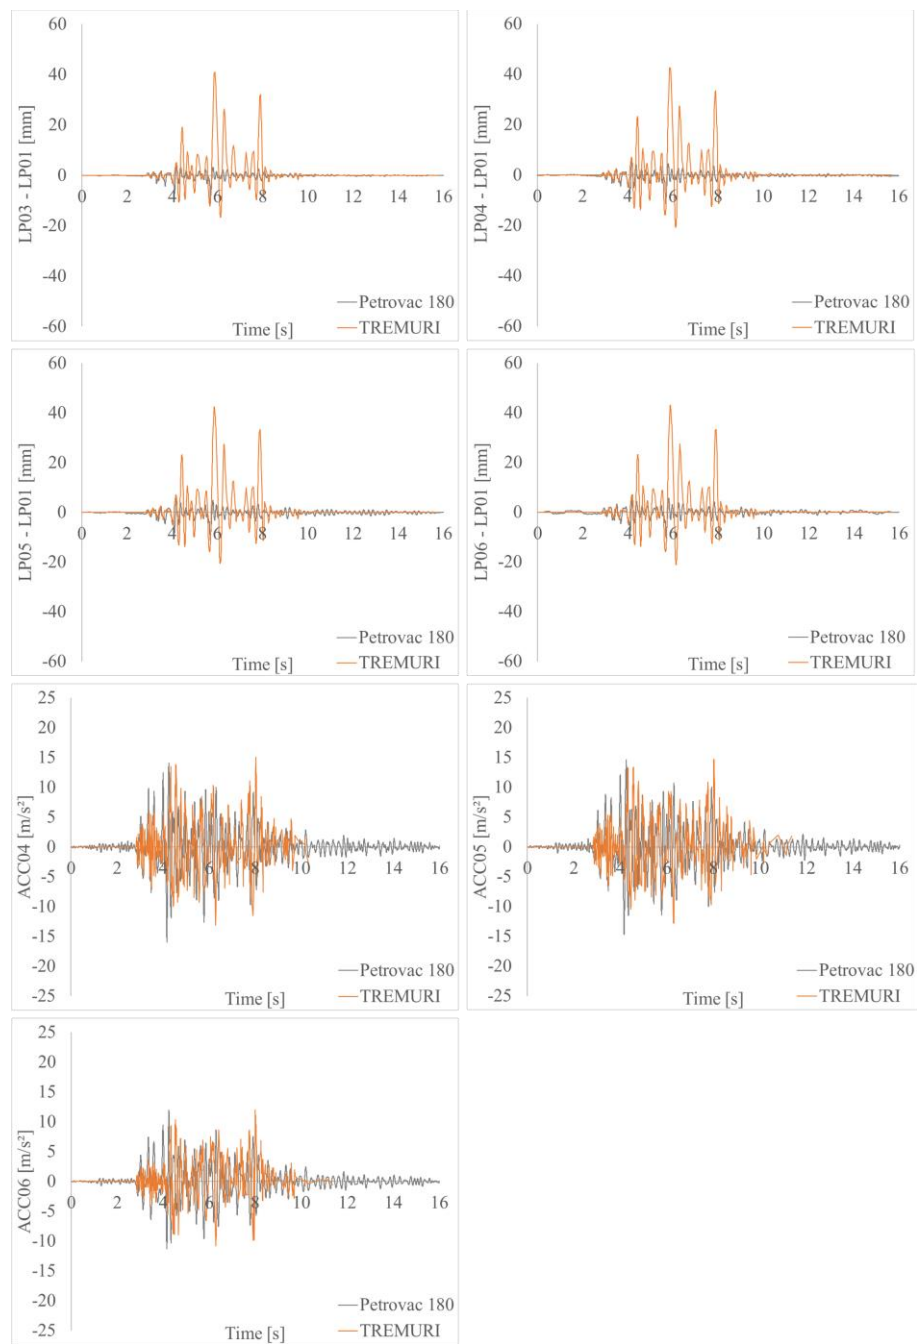 60
40
20
0
-20
-40
-60
0 2 4 6 8 10 12 14 16
LP03 - LP01 [mm]
Time [s]
Petrovac 180
TREMURI
60
40
20
0
-20
-40
-60
0 2 4 6 8 10 12 14 16
LP04 - LP01 [mm]
Time [s]
Petrovac 180
TREMURI
60
40
20
0
-20
-40
-60
0 2 4 6 8 10 12 14 16
LP05 - LP01 [mm]
Time [s]
Petrovac 180
TREMURI
60
40
20
0
-20
-40
-60
0 2 4 6 8 10 12 14 16
LP06 - LP01 [mm]
Time [s]
Petrovac 180
TREMURI
25
20
15
10
5
0
-5
-10
-15
-20
-25
0 2 4 6 8 10 12 14 16
ACC04 [m/s²]
Time [s]
Petrovac 180
TREMURI
25
20
15
10
5
0
-5
-10
-15
-20
-25
0 2 4 6 8 10 12 14 16
ACC05 [m/s²]
Time [s]
Petrovac 180
TREMURI
25
20
15
10
5
0
-5
-10
-15
-20
-25
0 2 4 6 8 10 12 14 16
ACC06 [m/s²]
Time [s]
Petrovac 180
TREMURI